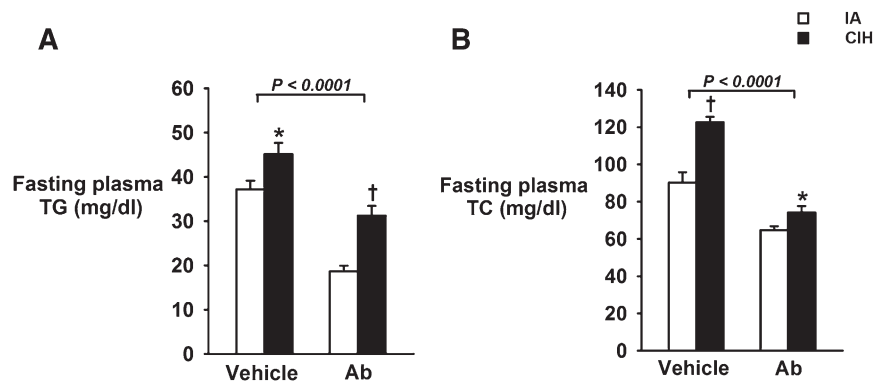 A
B
IA
CIH
P < 0.0001
60
50
40
30
20
10
0
Fasting plasma
TG (mg/dl)
*
†
Vehicle
Ab
P < 0.0001
140
120
100
80
60
40
20
0
Fasting plasma
TC (mg/dl)
†
*
Vehicle
Ab